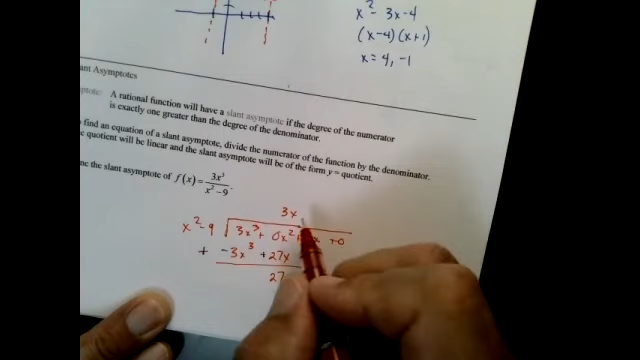 x² - 3x - 4
(x-4)(x+1)
x = 4, -1
ant Asymptotes
A rational function will have a slant asymptote if the degree of the numerator
is exactly one greater than the degree of the denominator.
find an equation of a slant asymptote, divide the numerator of the function by the denominator.
quotient will be linear and the slant asymptote will be of the form y = quotient.
the slant asymptote of f(x) = 3x³/(x² - 9).
3x
x² - 9 3x³ + 0x² + x + 0
+ -3x³ + 27x
27